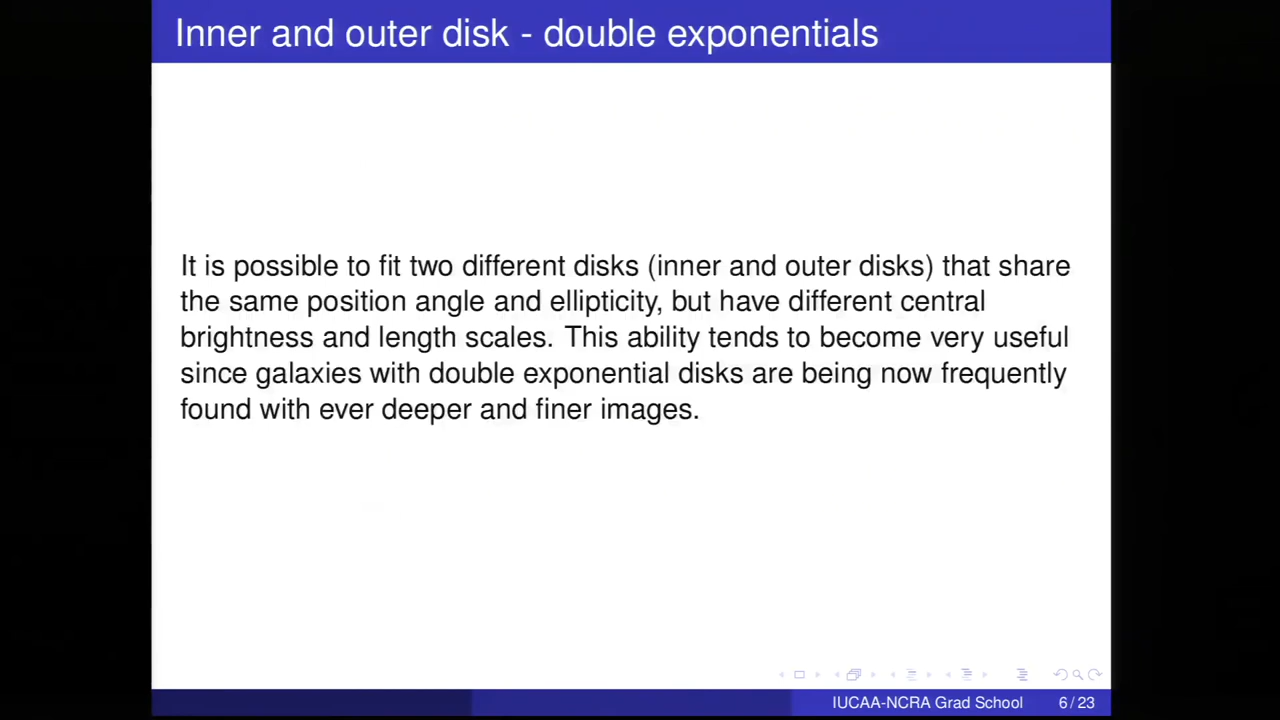 Inner and outer disk - double exponentials
It is possible to fit two different disks (inner and outer disks) that share
the same position angle and ellipticity, but have different central
brightness and length scales. This ability tends to become very useful
since galaxies with double exponential disks are being now frequently
found with ever deeper and finer images.
IUCAA-NCRA Grad School 6 / 23